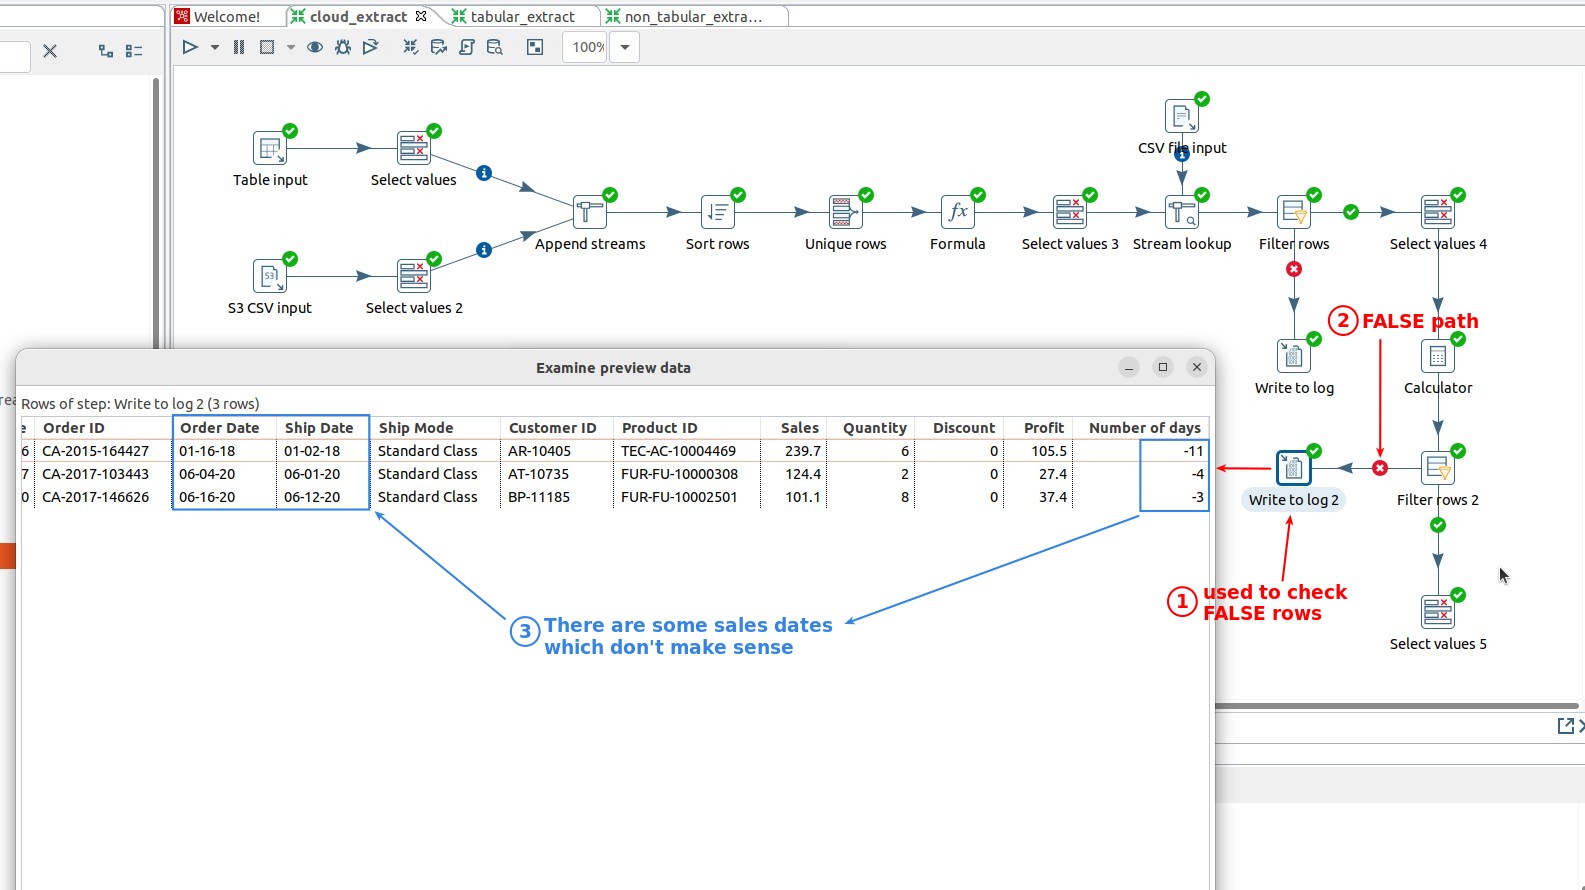 Welcome!
cloud_extract
tabular_extract
non_tabular_extra...
100%
CSV file input
Table input
Select values
Append streams
Sort rows
Unique rows
Formula
Select values 3
Stream lookup
Filter rows
Select values 4
S3 CSV input
Select values 2
② FALSE path
Write to log
Calculator
Examine preview data
Rows of step: Write to log 2 (3 rows)
e Order ID Order Date Ship Date Ship Mode Customer ID Product ID Sales Quantity Discount Profit Number of days
6 CA-2015-164427 01-16-18 01-02-18 Standard Class AR-10405 TEC-AC-10004469 239.7 6 0 105.5 -11
7 CA-2017-103443 06-04-20 06-01-20 Standard Class AT-10735 FUR-FU-10000308 124.4 2 0 27.4 -4
0 CA-2017-146626 06-16-20 06-12-20 Standard Class BP-11185 FUR-FU-10002501 101.1 8 0 37.4 -3
Write to log 2
Filter rows 2
① used to check
FALSE rows
③ There are some sales dates
which don't make sense
Select values 5